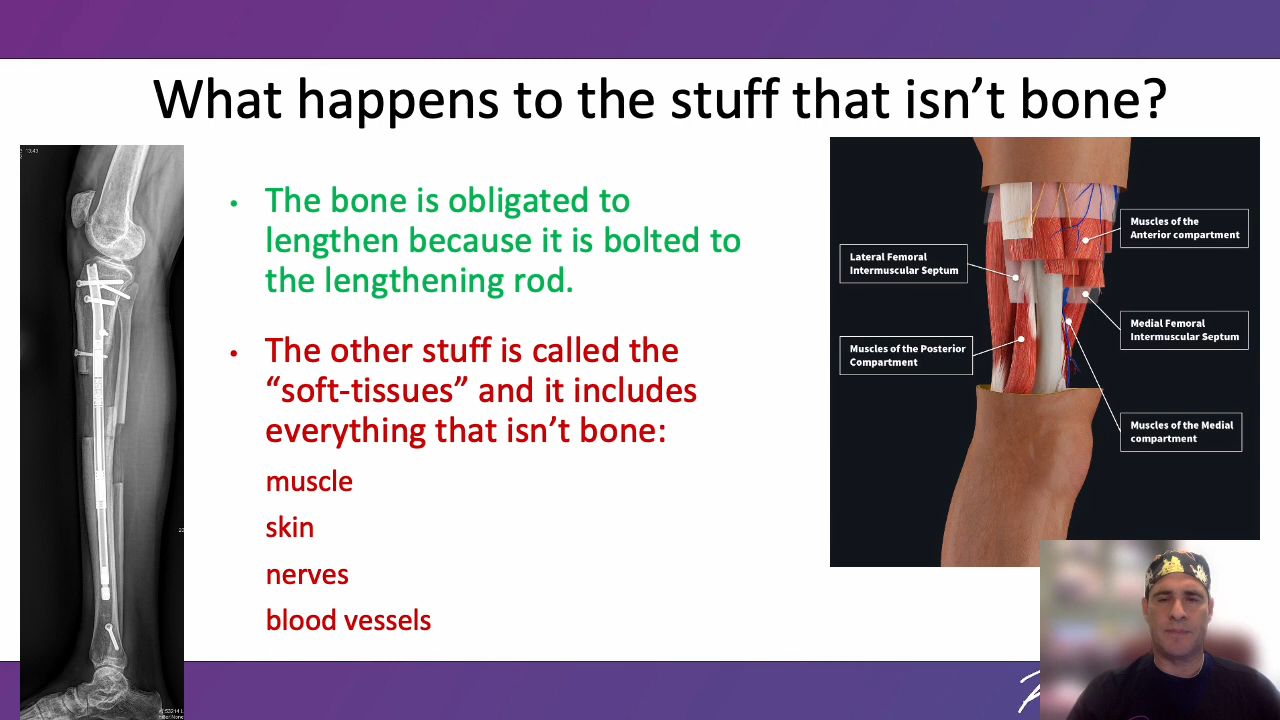 What happens to the stuff that isn’t bone?
13:43
• The bone is obligated to
lengthen because it is bolted to
the lengthening rod.
• The other stuff is called the
“soft-tissues” and it includes
everything that isn’t bone:
muscle
skin
nerves
blood vessels
Muscles of the
Anterior compartment
Lateral Femoral
Intermuscular Septum
Medial Femoral
Intermuscular Septum
Muscles of the Posterior
Compartment
Muscles of the Medial
compartment